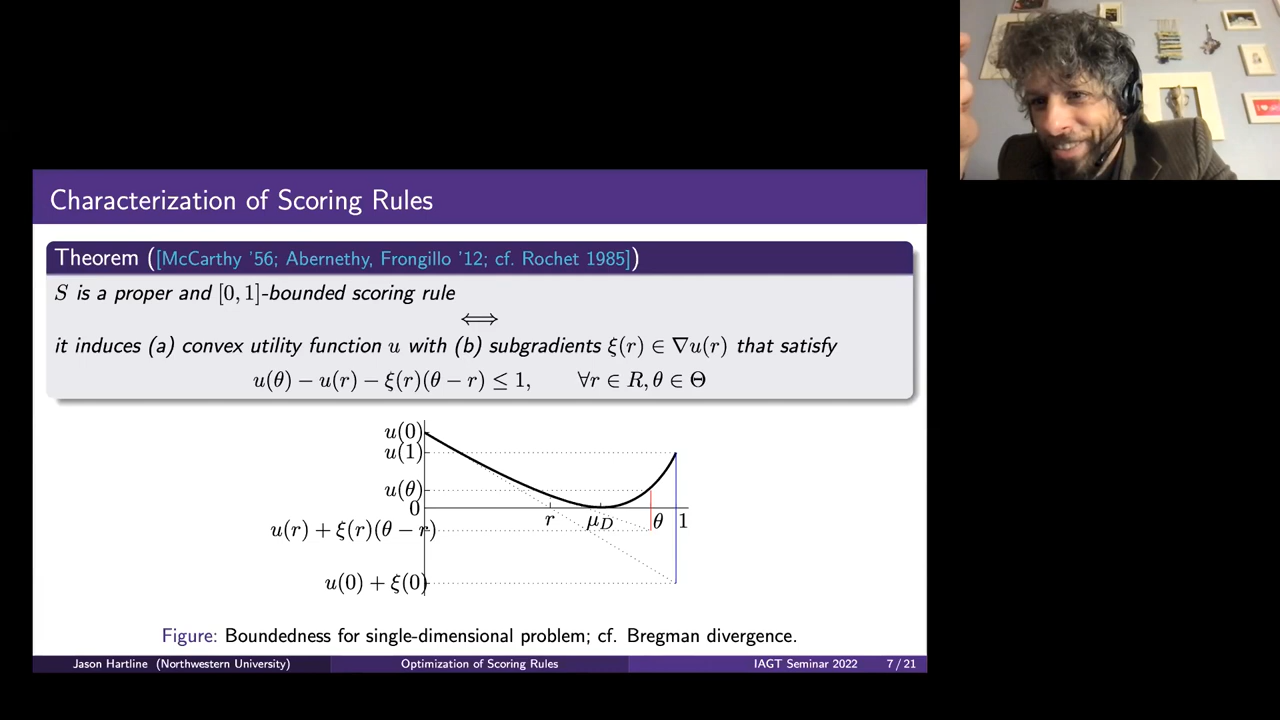 Characterization of Scoring Rules
Theorem ([McCarthy '56; Abernethy, Frongillo '12; cf. Rochet 1985])
S is a proper and [0, 1]-bounded scoring rule
⟺
it induces (a) convex utility function u with (b) subgradients ξ(r) ∈ ∇u(r) that satisfy
u(θ) − u(r) − ξ(r)(θ − r) ≤ 1, ∀r ∈ R, θ ∈ Θ
u(0)
u(1)
u(θ)
0
r μ_D θ 1
u(r) + ξ(r)(θ − r)
u(0) + ξ(0)
Figure: Boundedness for single-dimensional problem; cf. Bregman divergence.
Jason Hartline (Northwestern University) Optimization of Scoring Rules IAGT Seminar 2022 7 / 21